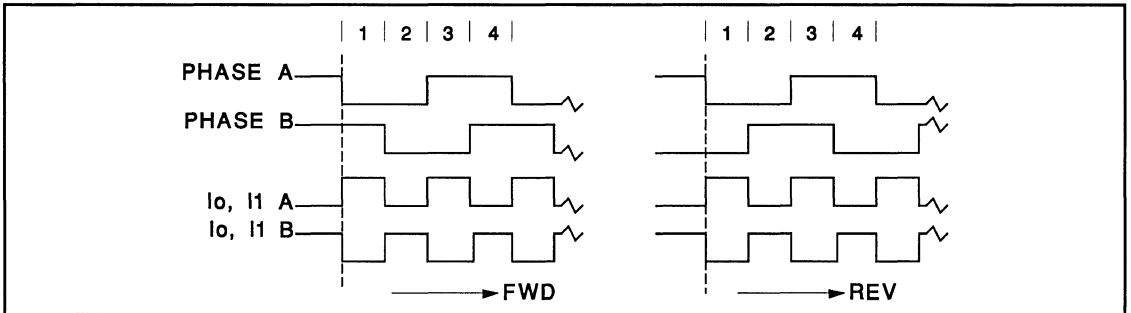 | 1 | 2 | 3 | 4 |
| 1 | 2 | 3 | 4 |
PHASE A
PHASE B
Io, I1 A
Io, I1 B
FWD
REV